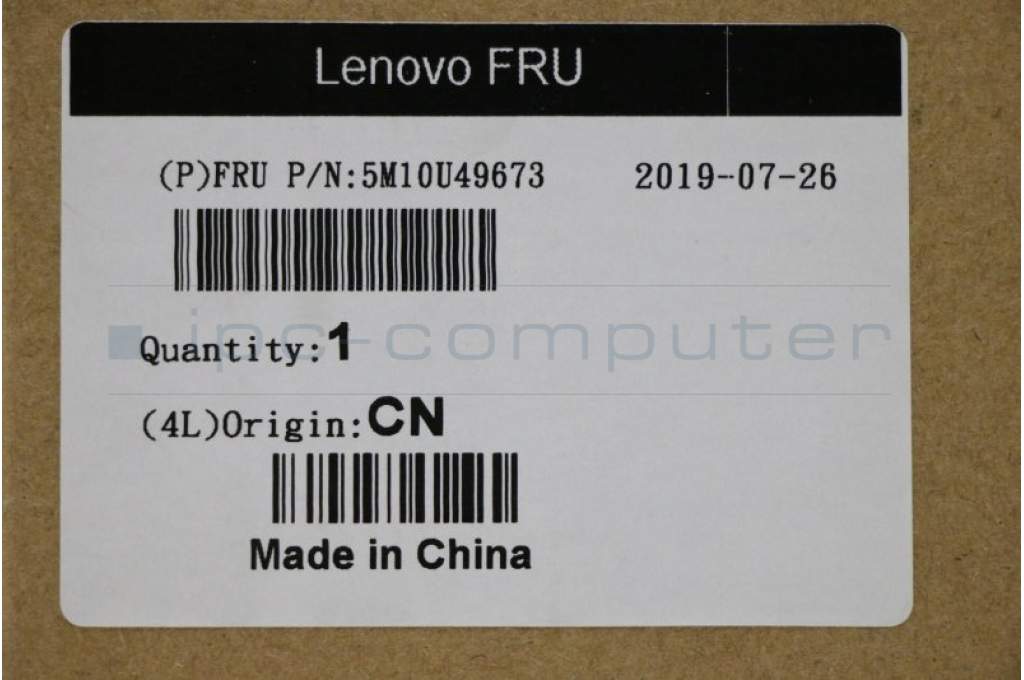 Lenovo FRU
(P)FRU P/N:5M10U49673 2019-07-26
ipc-computer
Quantity:1
(4L)Origin:CN
Made in China